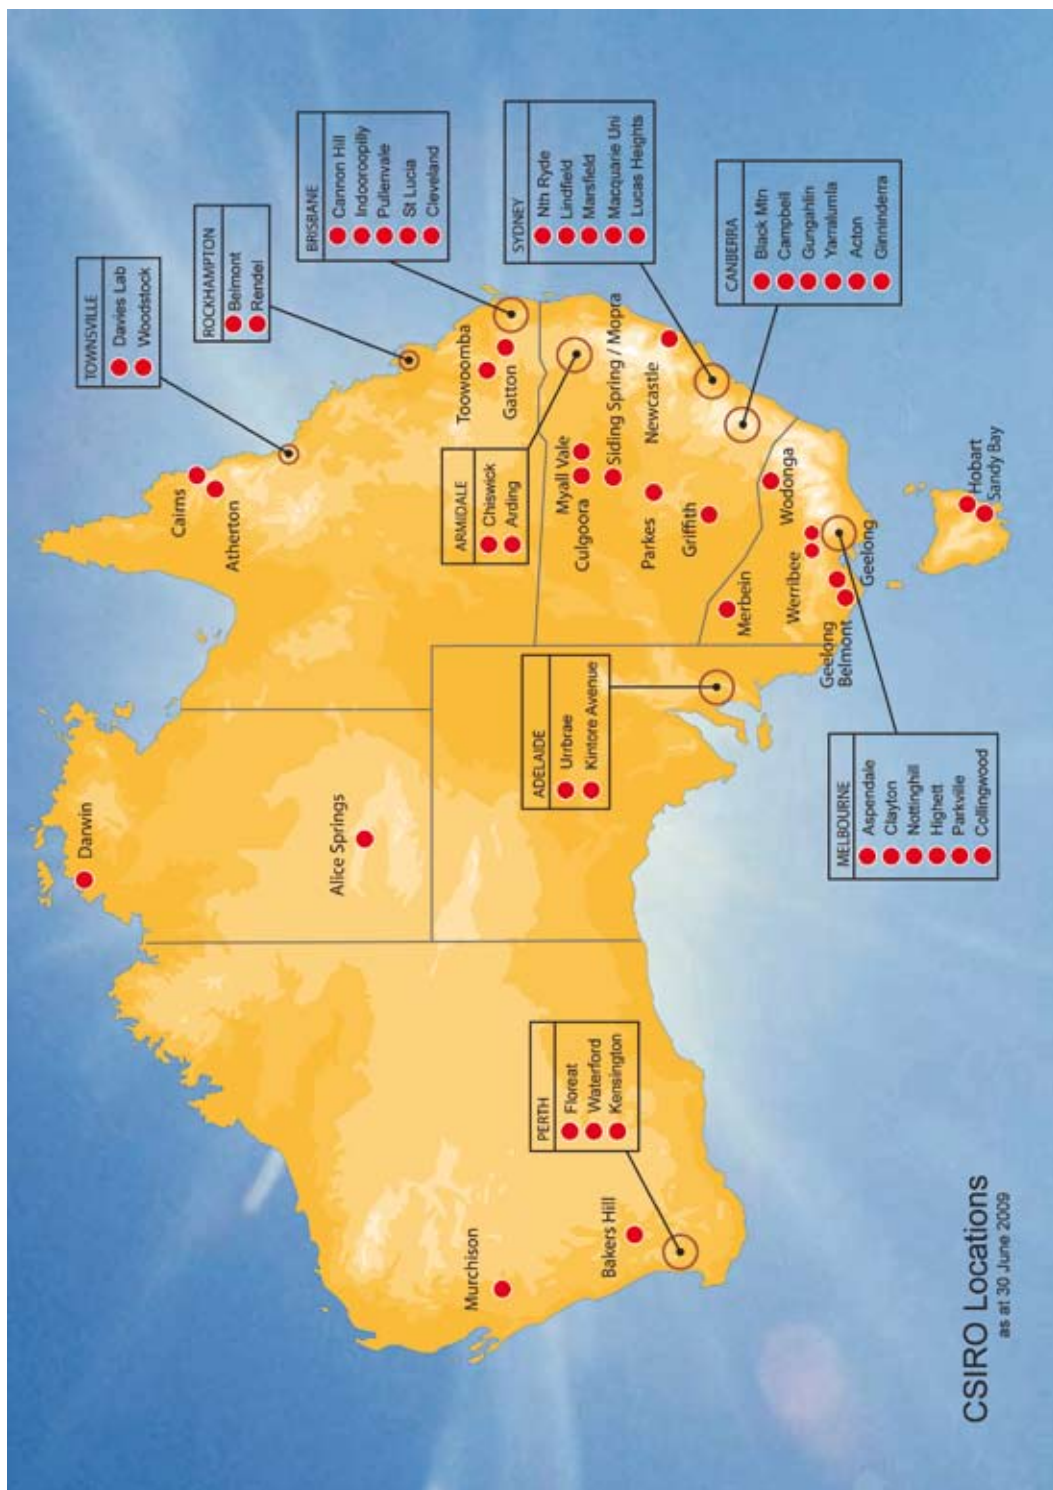 TOWNSVILLE
Davies Lab
Woodstock
ROCKHAMPTON
Belmont
Rendel
BRISBANE
Cannon Hill
Indooroopilly
Pullenvale
St Lucia
Cleveland
SYDNEY
Nth Ryde
Lindfield
Marsfield
Macquarie Uni
Lucas Heights
CANBERRA
Black Mtn
Campbell
Gungahlin
Yarralumla
Acton
Ginninderra
ARMIDALE
Chiswick
Arding
ADELAIDE
Urrbrae
Kintore Avenue
MELBOURNE
Aspendale
Clayton
Nottinghill
Highett
Parkville
Collingwood
PERTH
Floreat
Waterford
Kensington
Darwin
Cairns
Atherton
Alice Springs
Toowoomba
Gatton
Myall Vale
Culgoora
Siding Spring / Mopra
Newcastle
Parkes
Griffith
Merbein
Wodonga
Werribee
Geelong
Belmont
Geelong
Hobart
Sandy Bay
Murchison
Bakers Hill
CSIRO Locations
as at 30 June 2009